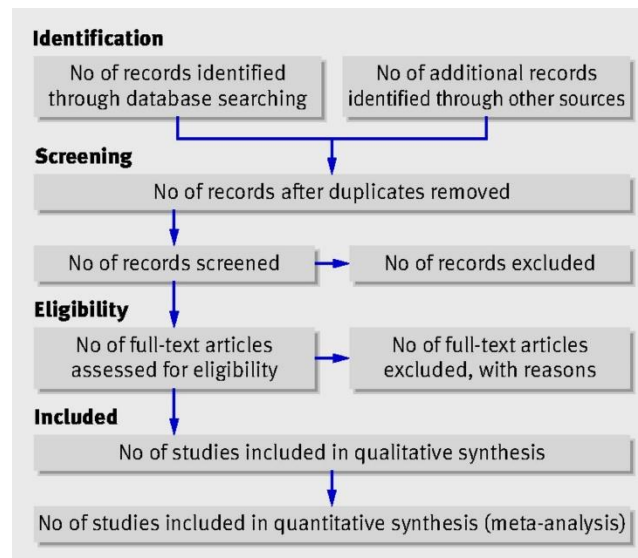 Identification
No of records identified
through database searching
No of additional records
identified through other sources
Screening
No of records after duplicates removed
No of records screened
No of records excluded
Eligibility
No of full-text articles
assessed for eligibility
No of full-text articles
excluded, with reasons
Included
No of studies included in qualitative synthesis
No of studies included in quantitative synthesis (meta-analysis)